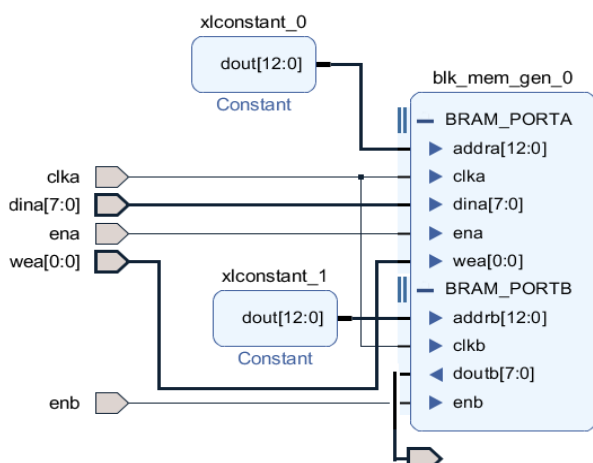 xlconstant_0
dout[12:0]
Constant
blk_mem_gen_0
BRAM_PORTA
addra[12:0]
clka
dina[7:0]
ena
wea[0:0]
BRAM_PORTB
addrb[12:0]
clkb
doutb[7:0]
enb
clka
dina[7:0]
ena
wea[0:0]
xlconstant_1
dout[12:0]
Constant
enb